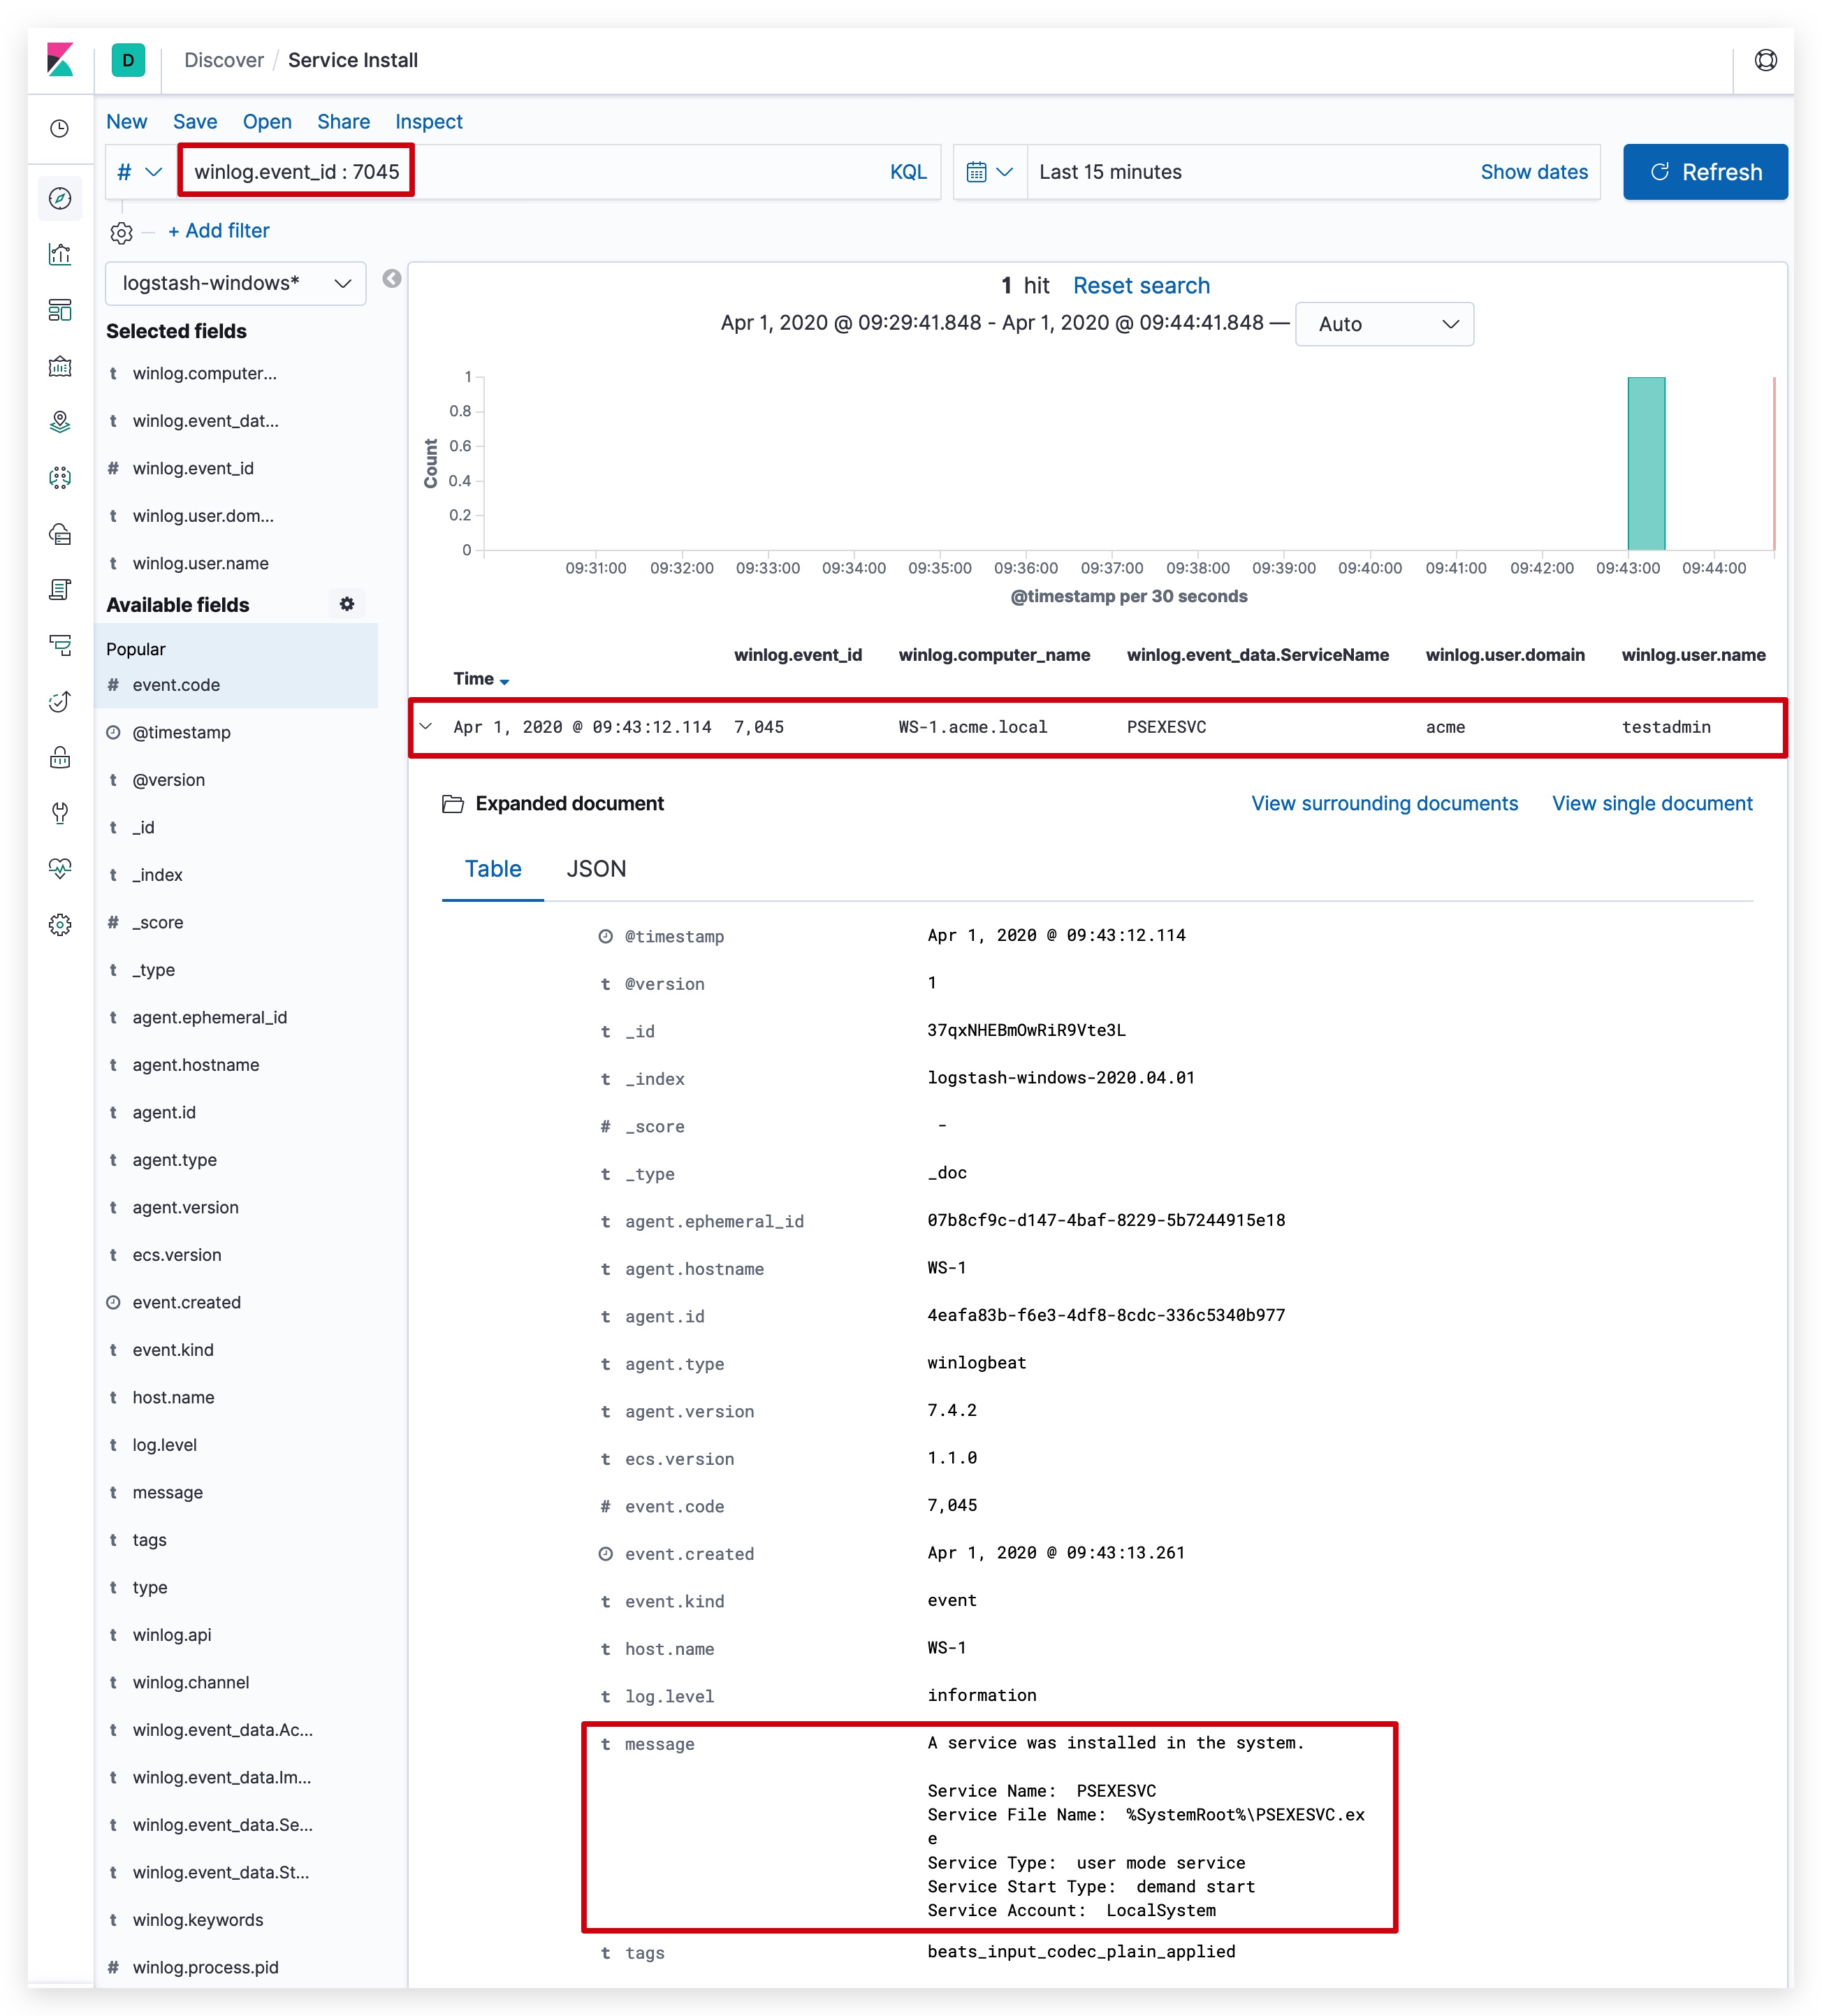 D Discover / Service Install
New Save Open Share Inspect
# winlog.event_id : 7045 KQL Last 15 minutes Show dates Refresh
+ Add filter
logstash-windows*
Selected fields
t winlog.computer...
t winlog.event_dat...
# winlog.event_id
t winlog.user.dom...
t winlog.user.name
Available fields
Popular
# event.code
@timestamp
t @version
t _id
t _index
# _score
t _type
t agent.ephemeral_id
t agent.hostname
t agent.id
t agent.type
t agent.version
t ecs.version
event.created
t event.kind
t host.name
t log.level
t message
t tags
t type
t winlog.api
t winlog.channel
t winlog.event_data.Ac...
t winlog.event_data.Im...
t winlog.event_data.Se...
t winlog.event_data.St...
t winlog.keywords
# winlog.process.pid
1 hit Reset search
Apr 1, 2020 @ 09:29:41.848 - Apr 1, 2020 @ 09:44:41.848 — Auto
Count
1
0.8
0.6
0.4
0.2
0
09:31:00 09:32:00 09:33:00 09:34:00 09:35:00 09:36:00 09:37:00 09:38:00 09:39:00 09:40:00 09:41:00 09:42:00 09:43:00 09:44:00
@timestamp per 30 seconds
Time winlog.event_id winlog.computer_name winlog.event_data.ServiceName winlog.user.domain winlog.user.name
Apr 1, 2020 @ 09:43:12.114 7,045 WS-1.acme.local PSEXESVC acme testadmin
Expanded document View surrounding documents View single document
Table JSON
@timestamp Apr 1, 2020 @ 09:43:12.114
t @version 1
t _id 37qxNHEBmOwRiR9Vte3L
t _index logstash-windows-2020.04.01
# _score -
t _type _doc
t agent.ephemeral_id 07b8cf9c-d147-4baf-8229-5b7244915e18
t agent.hostname WS-1
t agent.id 4eafa83b-f6e3-4df8-8cdc-336c5340b977
t agent.type winlogbeat
t agent.version 7.4.2
t ecs.version 1.1.0
# event.code 7,045
event.created Apr 1, 2020 @ 09:43:13.261
t event.kind event
t host.name WS-1
t log.level information
t message A service was installed in the system.
Service Name: PSEXESVC
Service File Name: %SystemRoot%\PSEXESVC.ex
e
Service Type: user mode service
Service Start Type: demand start
Service Account: LocalSystem
t tags beats_input_codec_plain_applied